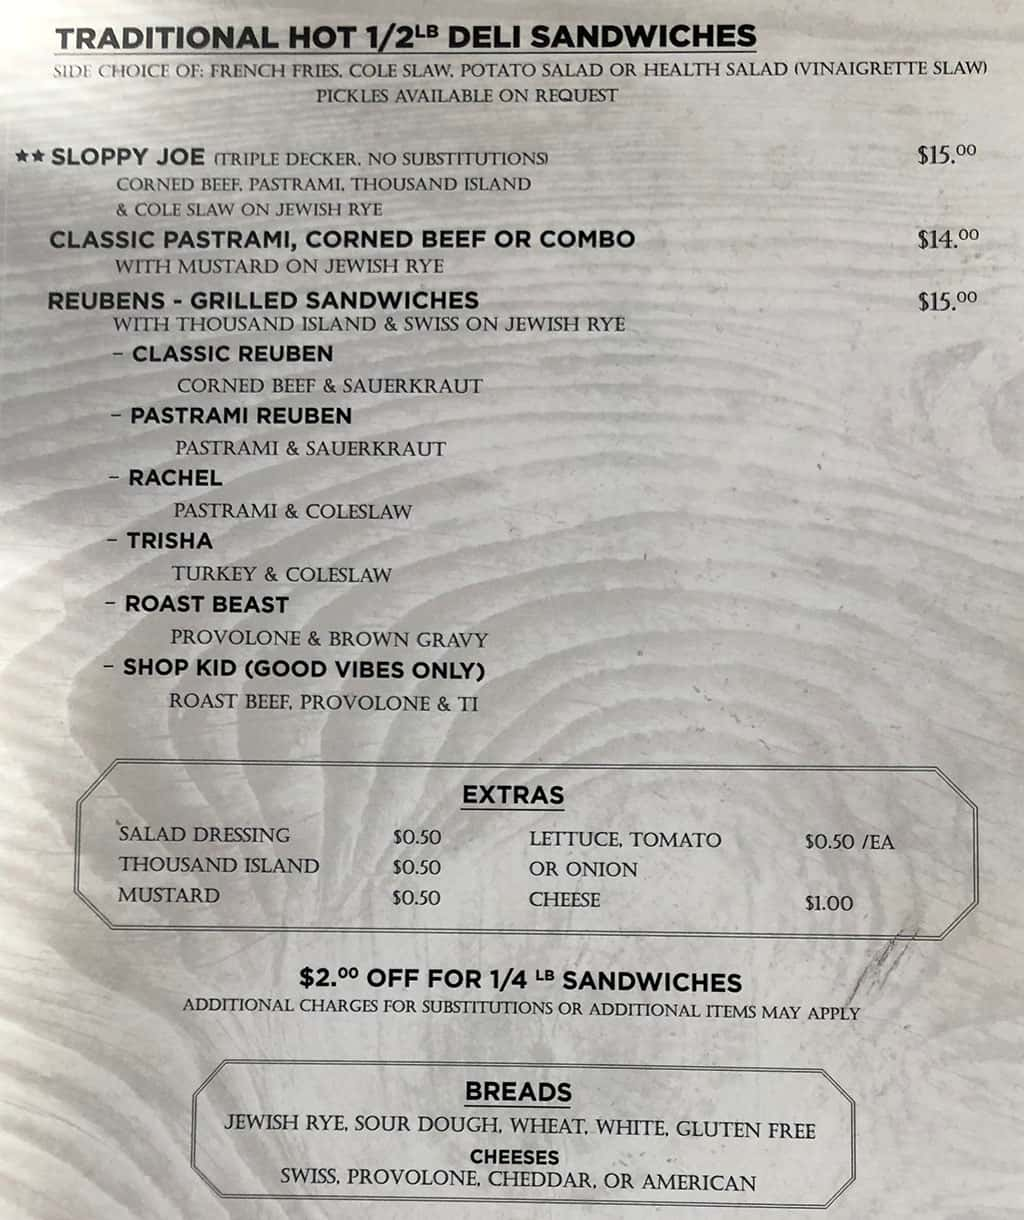 TRADITIONAL HOT 1/2LB DELI SANDWICHES
SIDE CHOICE OF: FRENCH FRIES, COLE SLAW, POTATO SALAD OR HEALTH SALAD (VINAIGRETTE SLAW)
PICKLES AVAILABLE ON REQUEST
★★ SLOPPY JOE (TRIPLE DECKER, NO SUBSTITUTIONS) $15.00
CORNED BEEF, PASTRAMI, THOUSAND ISLAND
& COLE SLAW ON JEWISH RYE
CLASSIC PASTRAMI, CORNED BEEF OR COMBO $14.00
WITH MUSTARD ON JEWISH RYE
REUBENS - GRILLED SANDWICHES $15.00
WITH THOUSAND ISLAND & SWISS ON JEWISH RYE
- CLASSIC REUBEN
CORNED BEEF & SAUERKRAUT
- PASTRAMI REUBEN
PASTRAMI & SAUERKRAUT
- RACHEL
PASTRAMI & COLESLAW
- TRISHA
TURKEY & COLESLAW
- ROAST BEAST
PROVOLONE & BROWN GRAVY
- SHOP KID (GOOD VIBES ONLY)
ROAST BEEF, PROVOLONE & TI
EXTRAS
SALAD DRESSING $0.50 LETTUCE, TOMATO $0.50 /EA
THOUSAND ISLAND $0.50 OR ONION
MUSTARD $0.50 CHEESE $1.00
$2.00 OFF FOR 1/4 LB SANDWICHES
ADDITIONAL CHARGES FOR SUBSTITUTIONS OR ADDITIONAL ITEMS MAY APPLY
BREADS
JEWISH RYE, SOUR DOUGH, WHEAT, WHITE, GLUTEN FREE
CHEESES
SWISS, PROVOLONE, CHEDDAR, OR AMERICAN